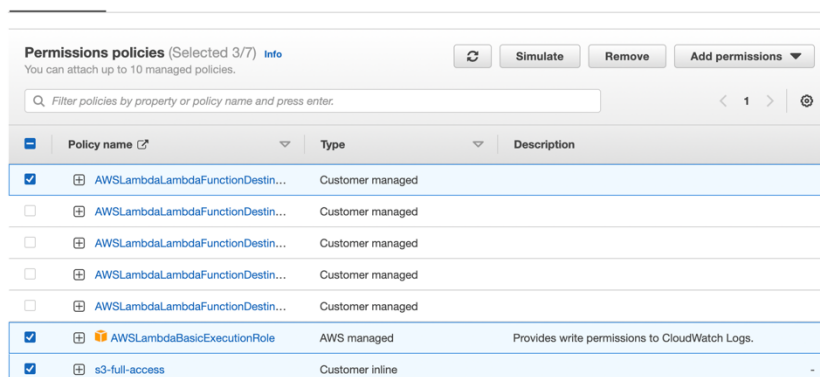 Permissions policies (Selected 3/7) Info
You can attach up to 10 managed policies.
Simulate
Remove
Add permissions
Filter policies by property or policy name and press enter.
1
Policy name
Type
Description
AWSLambdaLambdaFunctionDestin... Customer managed
AWSLambdaLambdaFunctionDestin... Customer managed
AWSLambdaLambdaFunctionDestin... Customer managed
AWSLambdaLambdaFunctionDestin... Customer managed
AWSLambdaLambdaFunctionDestin... Customer managed
AWSLambdaBasicExecutionRole AWS managed Provides write permissions to CloudWatch Logs.
s3-full-access Customer inline -